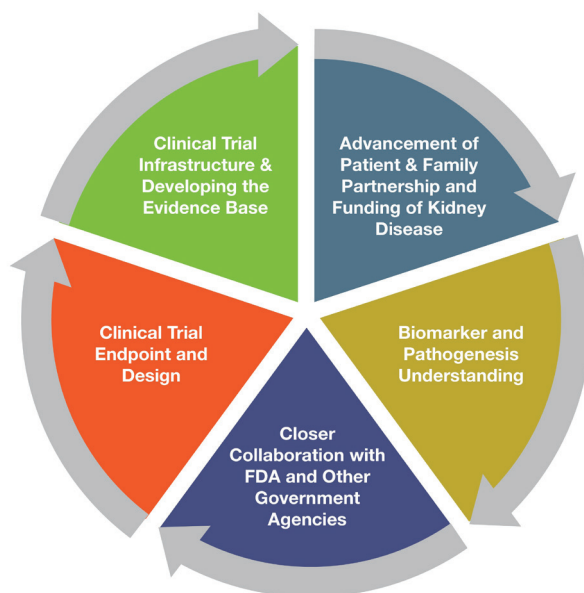 Clinical Trial
Infrastructure &
Developing the
Evidence Base
Advancement of
Patient & Family
Partnership and
Funding of Kidney
Disease
Clinical Trial
Endpoint and
Design
Biomarker and
Pathogenesis
Understanding
Closer
Collaboration with
FDA and Other
Government
Agencies